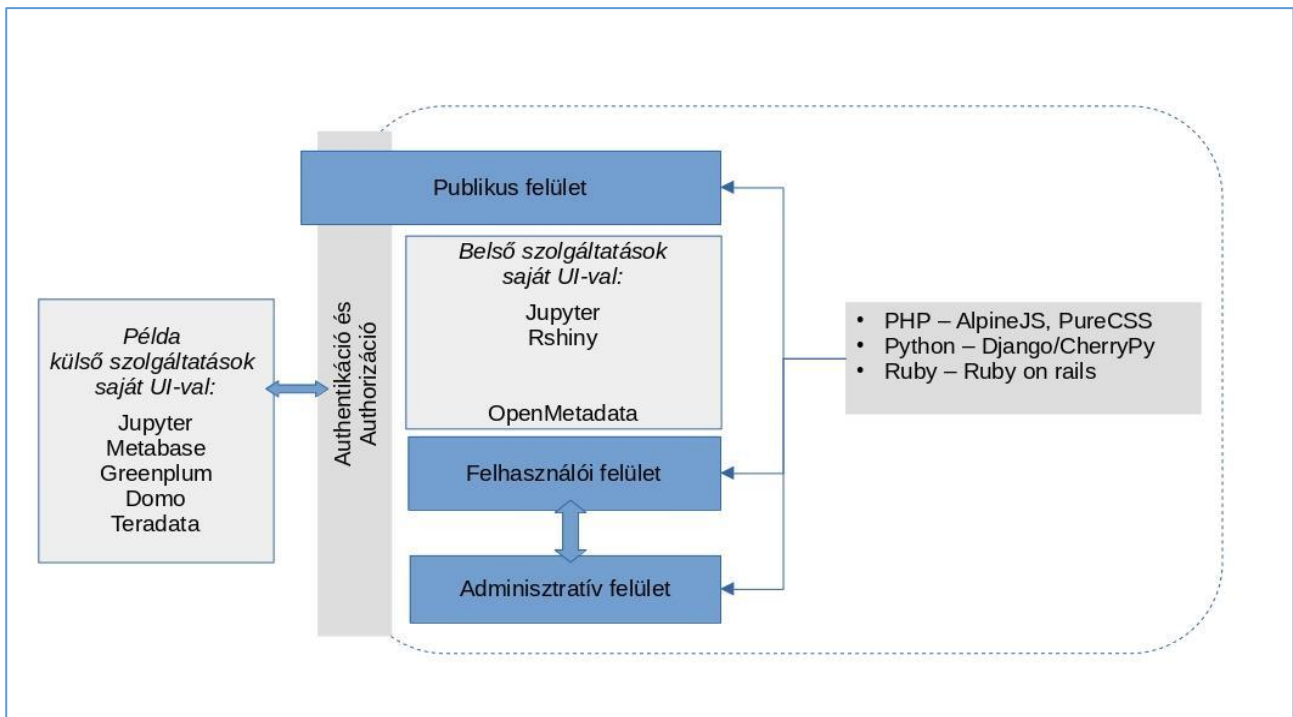 Publikus felület
Belső szolgáltatások
saját UI-val:
Jupyter
Rshiny
OpenMetadata
Példa
külső szolgáltatások
saját UI-val:
Jupyter
Metabase
Greenplum
Domo
Teradata
Authentikáció és
Authorizáció
Felhasználói felület
Adminisztratív felület
• PHP – AlpineJS, PureCSS
• Python – Django/CherryPy
• Ruby – Ruby on rails